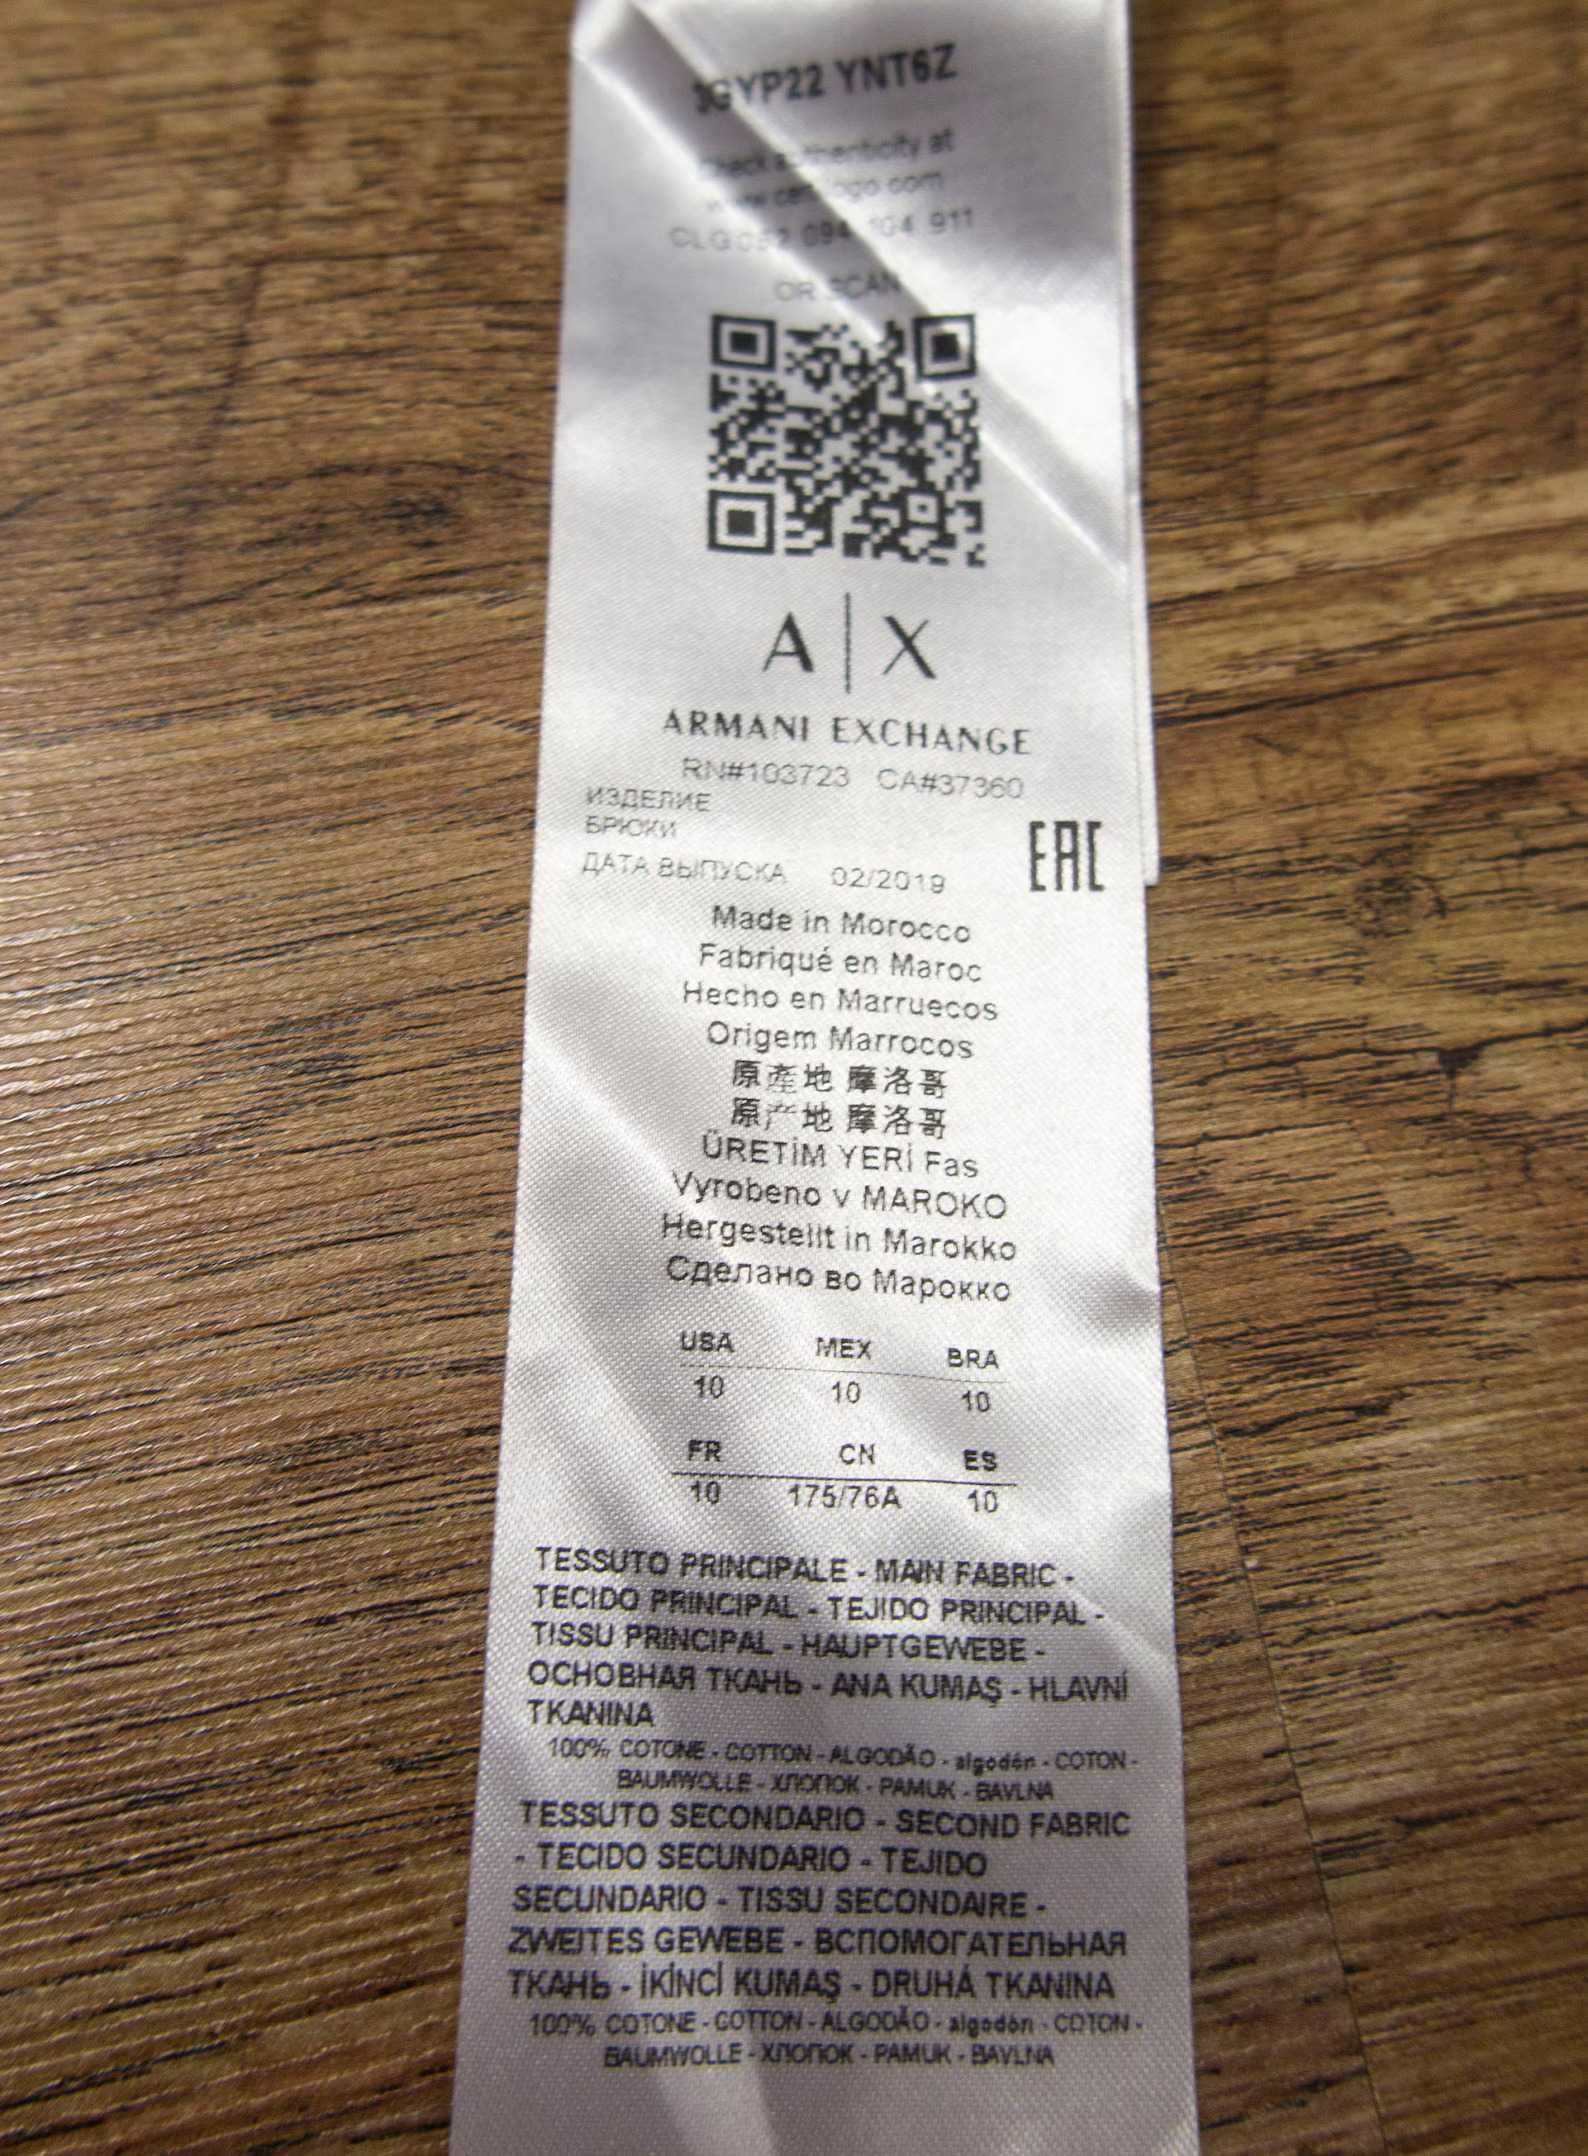 3GYP22 YNT6Z
Check authenticity at
www.certilogo.com
094 104 911
OR SCAN
A|X
ARMANI EXCHANGE
RN#103723 CA#37360
ИЗДЕЛИЕ
БРЮКИ
ДАТА ВЫПУСКА 02/2019
EAC
Made in Morocco
Fabriqué en Maroc
Hecho en Marruecos
Origem Marrocos
原產地 摩洛哥
原产地 摩洛哥
ÜRETİM YERİ Fas
Vyrobeno v MAROKO
Hergestellt in Marokko
Сделано во Марокко
USA MEX BRA
10 10 10
FR CN ES
10 175/76A 10
TESSUTO PRINCIPALE - MAIN FABRIC -
TECIDO PRINCIPAL - TEJIDO PRINCIPAL -
TISSU PRINCIPAL - HAUPTGEWEBE -
ОСНОВНАЯ ТКАНЬ - ANA KUMAŞ - HLAVNÍ
TKANINA
100% COTONE - COTTON - ALGODÃO - algodón - COTON -
BAUMWOLLE - ХЛОПОК - PAMUK - BAVLNA
TESSUTO SECONDARIO - SECOND FABRIC
- TECIDO SECUNDARIO - TEJIDO
SECUNDARIO - TISSU SECONDAIRE -
ZWEITES GEWEBE - ВСПОМОГАТЕЛЬНАЯ
ТКАНЬ - İKİNCİ KUMAŞ - DRUHÁ TKANINA
100% COTONE - COTTON - ALGODÃO - algodón - COTON -
BAUMWOLLE - ХЛОПОК - PAMUK - BAVLNA